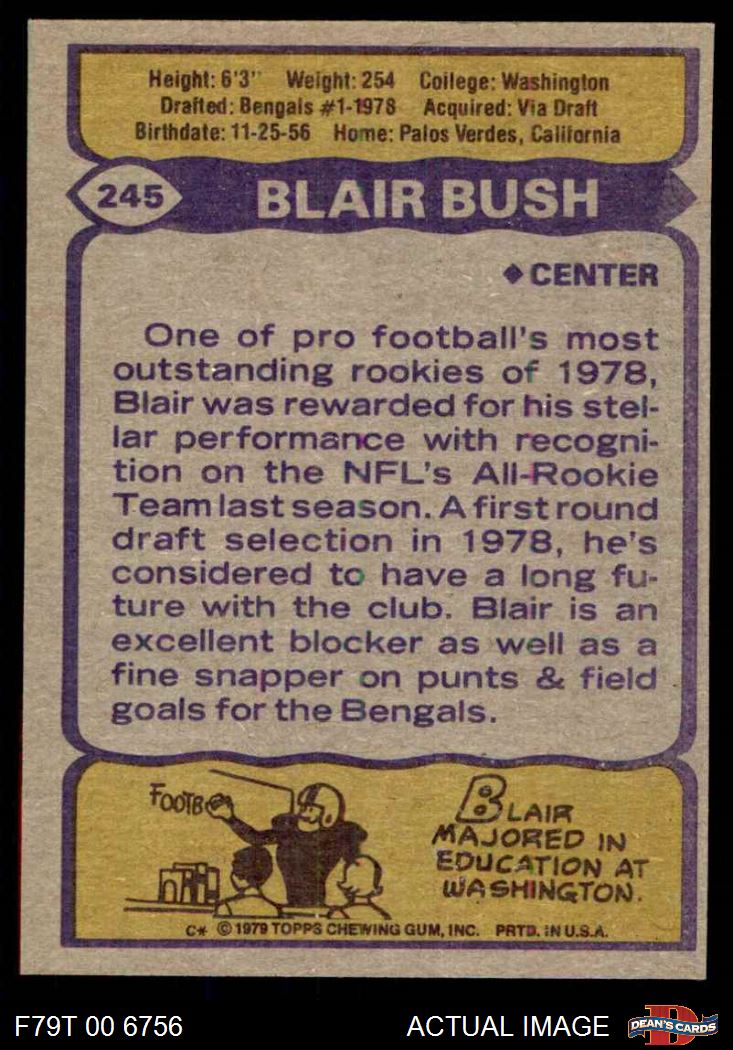 Height: 6'3" Weight: 254 College: Washington
Drafted: Bengals #1-1978 Acquired: Via Draft
Birthdate: 11-25-56 Home: Palos Verdes, California
245 BLAIR BUSH
◆ CENTER
One of pro football's most
outstanding rookies of 1978,
Blair was rewarded for his stel-
lar performance with recogni-
tion on the NFL's All-Rookie
Team last season. A first round
draft selection in 1978, he's
considered to have a long fu-
ture with the club. Blair is an
excellent blocker as well as a
fine snapper on punts & field
goals for the Bengals.
FOOTB
BLAIR
MAJORED IN
EDUCATION AT
WASHINGTON.
C* © 1979 TOPPS CHEWING GUM, INC. PRTD. IN U.S.A.
F79T 00 6756 ACTUAL IMAGE D DEAN'S CARDS